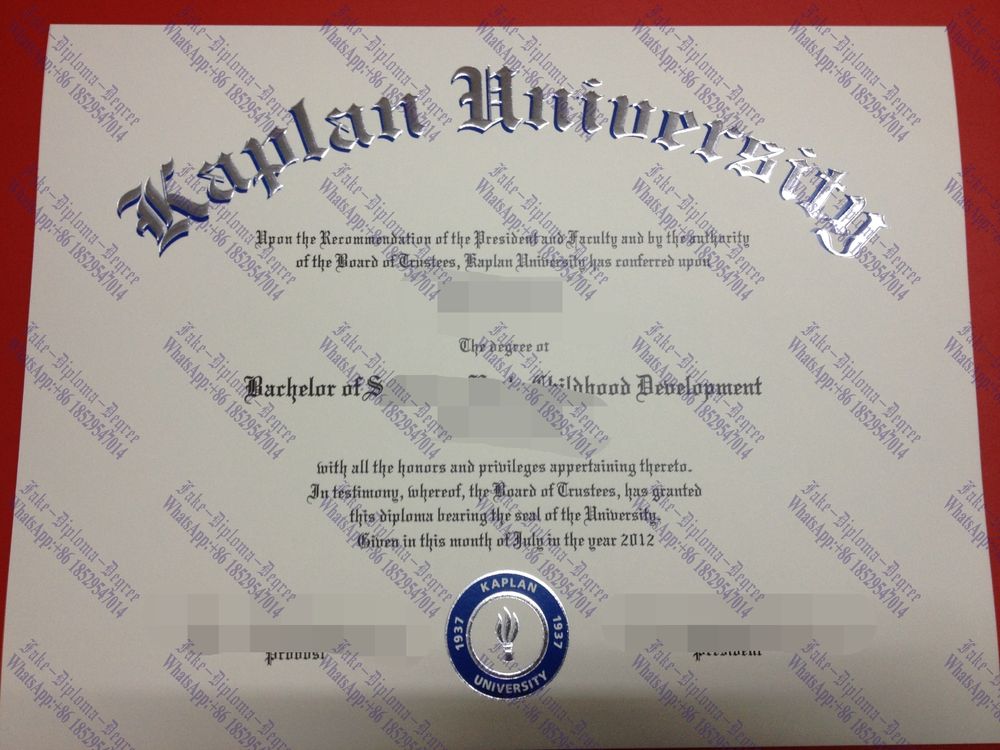 Kaplan University
Upon the Recommendation of the President and Faculty and by the authority
of the Board of Trustees, Kaplan University has conferred upon
The degree of
Bachelor of S Childhood Development
with all the honors and privileges appertaining thereto.
In testimony, whereof, the Board of Trustees, has granted
this diploma bearing the seal of the University.
Given in this month of July in the year 2012
KAPLAN
1937 1937
UNIVERSITY
provost president
Fake-Diploma-Degree
WhatsApp:+86 18529547014